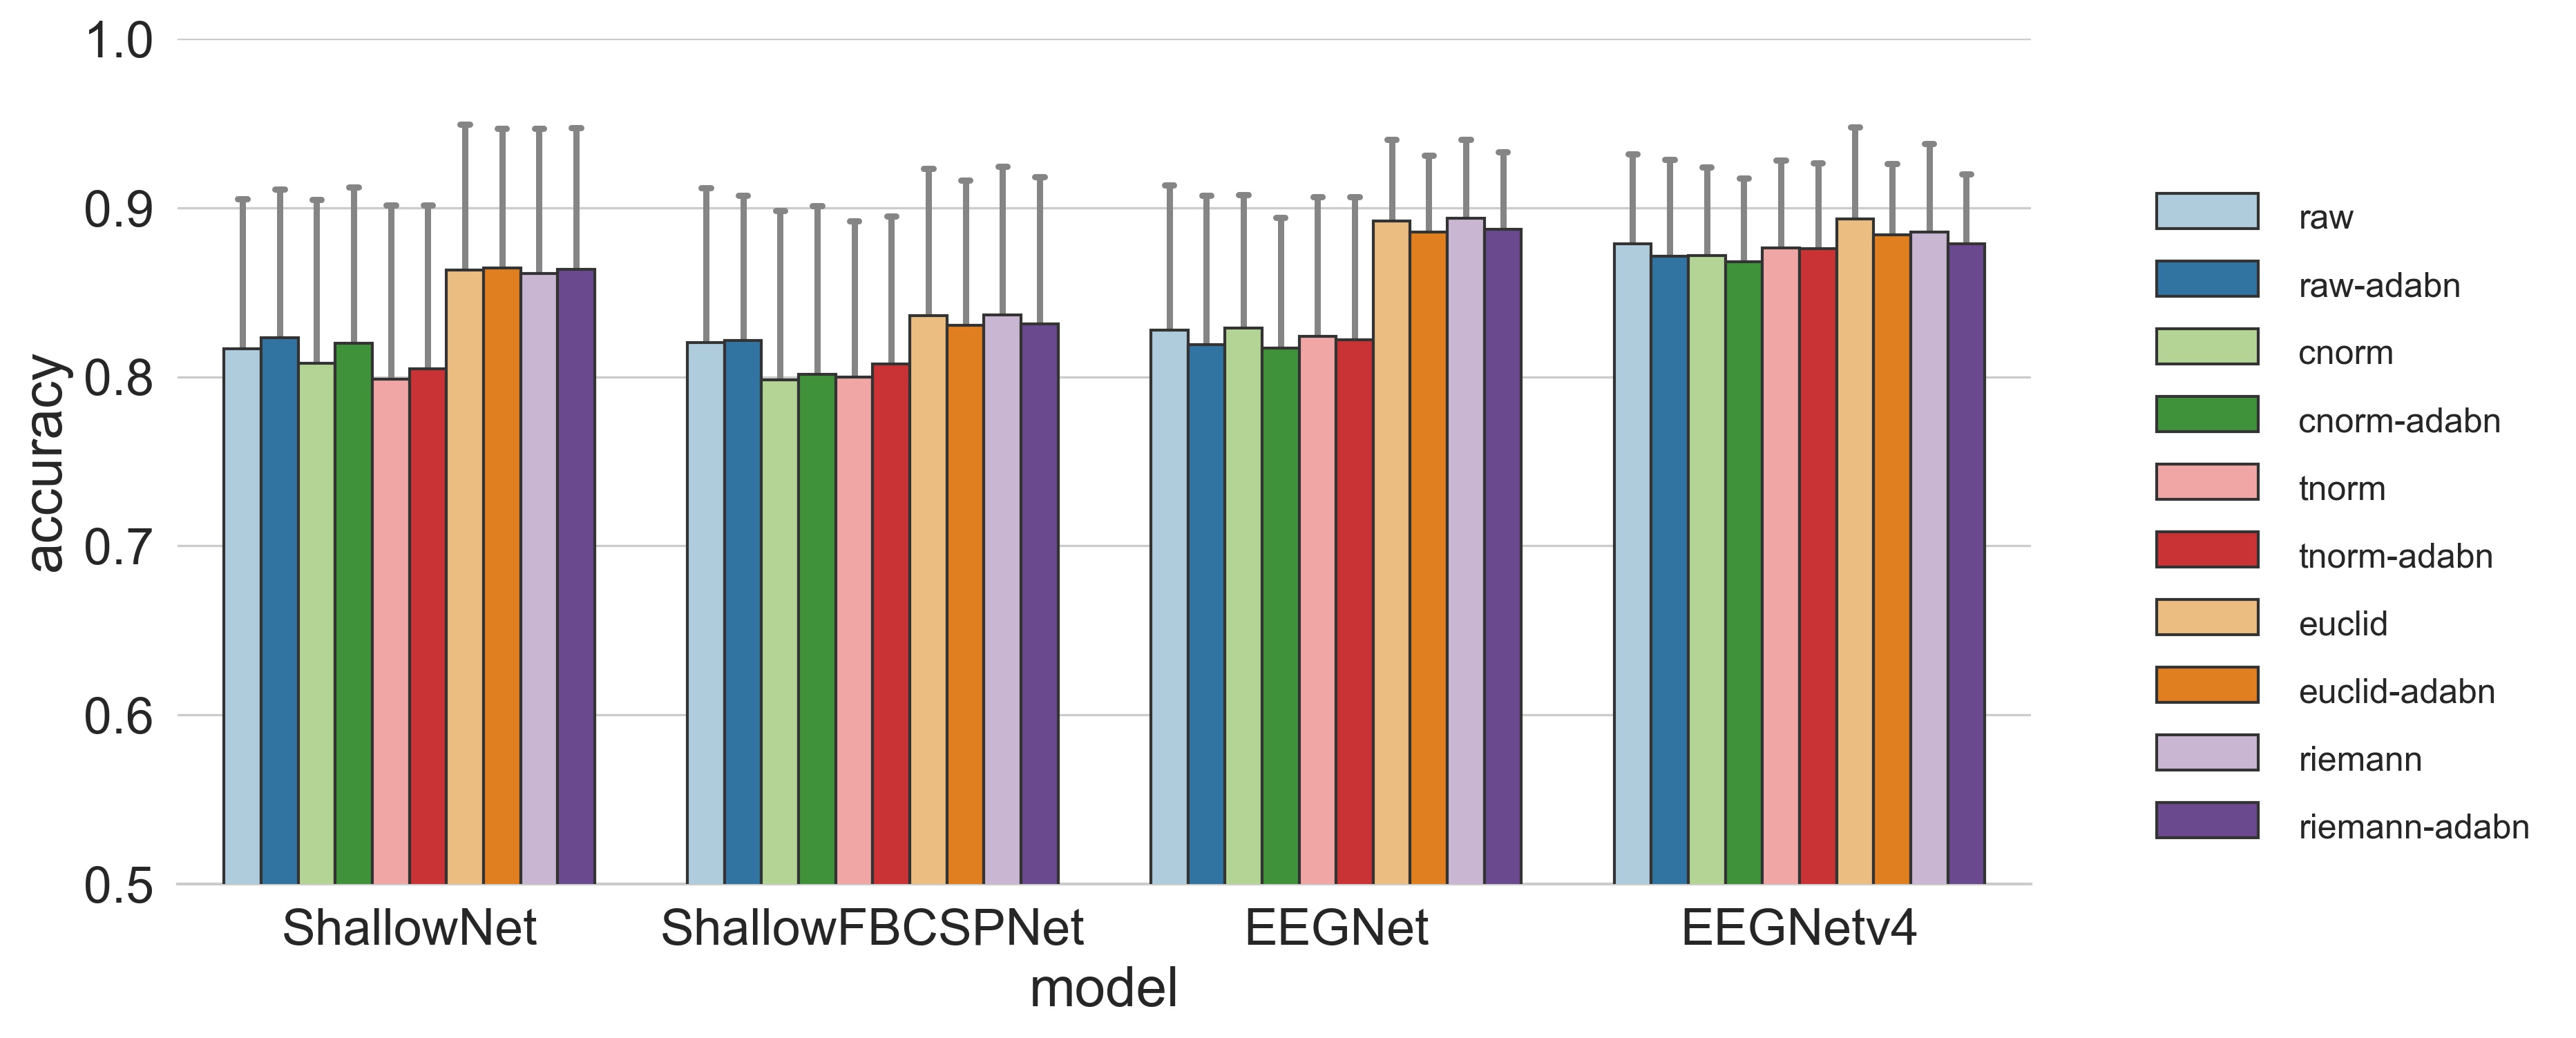 1.0
0.9
0.8
0.7
0.6
0.5
accuracy
ShallowNet
ShallowFBCSPNet
EEGNet
EEGNetv4
model
raw
raw-adabn
cnorm
cnorm-adabn
tnorm
tnorm-adabn
euclid
euclid-adabn
riemann
riemann-adabn